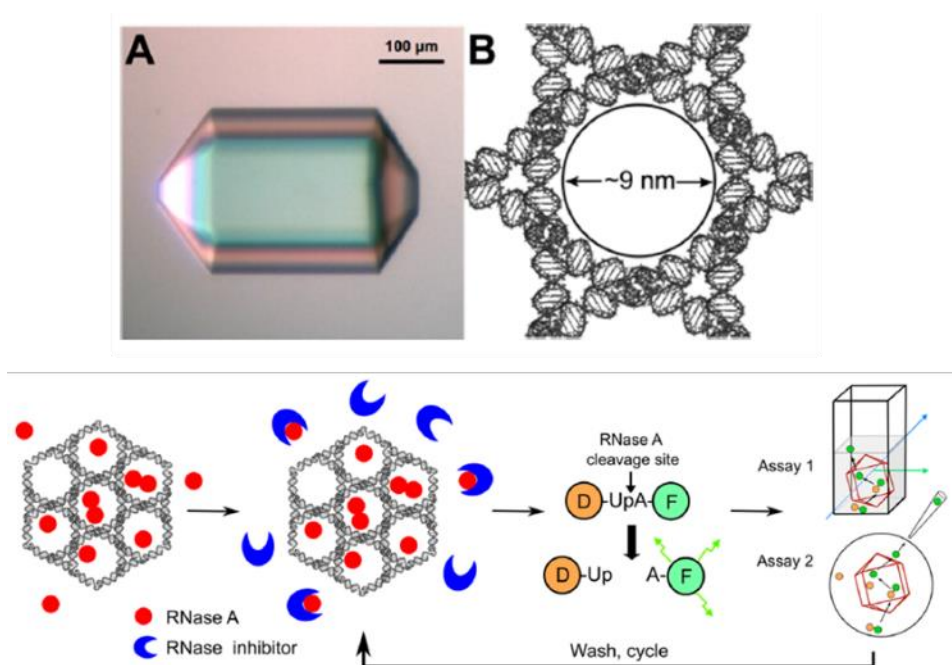 A
100 µm
B
~9 nm
RNase A
cleavage site
D -UpA- F
D -Up A- F
Assay 1
Assay 2
RNase A
RNase inhibitor
Wash, cycle